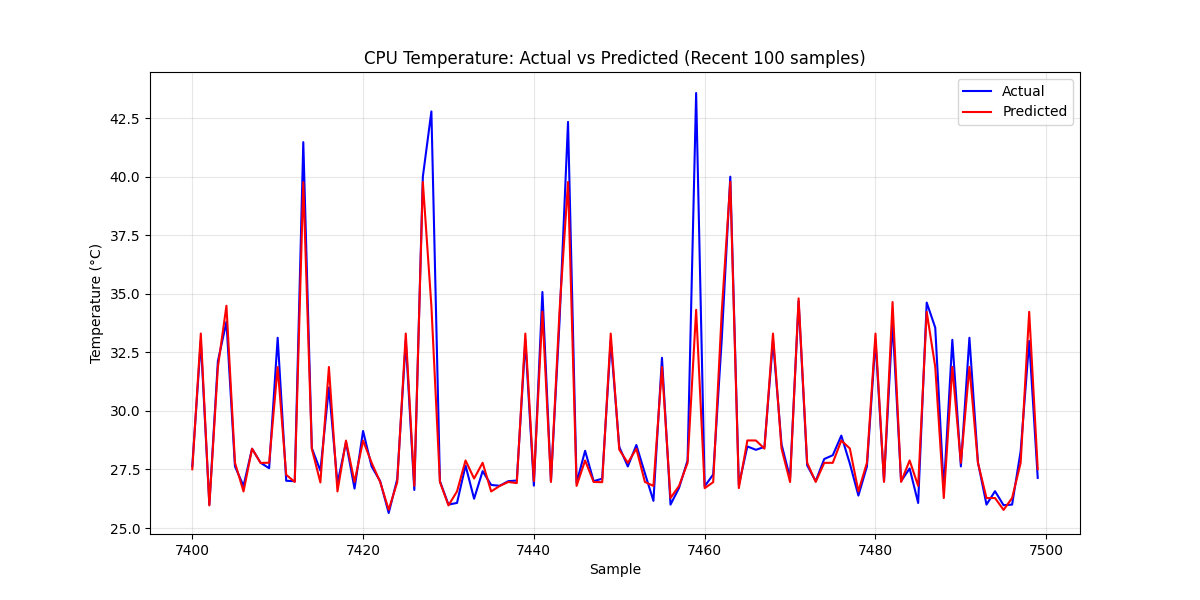 CPU Temperature: Actual vs Predicted (Recent 100 samples)
Actual
Predicted
42.5
40.0
37.5
35.0
32.5
30.0
27.5
25.0
Temperature (°C)
7400 7420 7440 7460 7480 7500
Sample